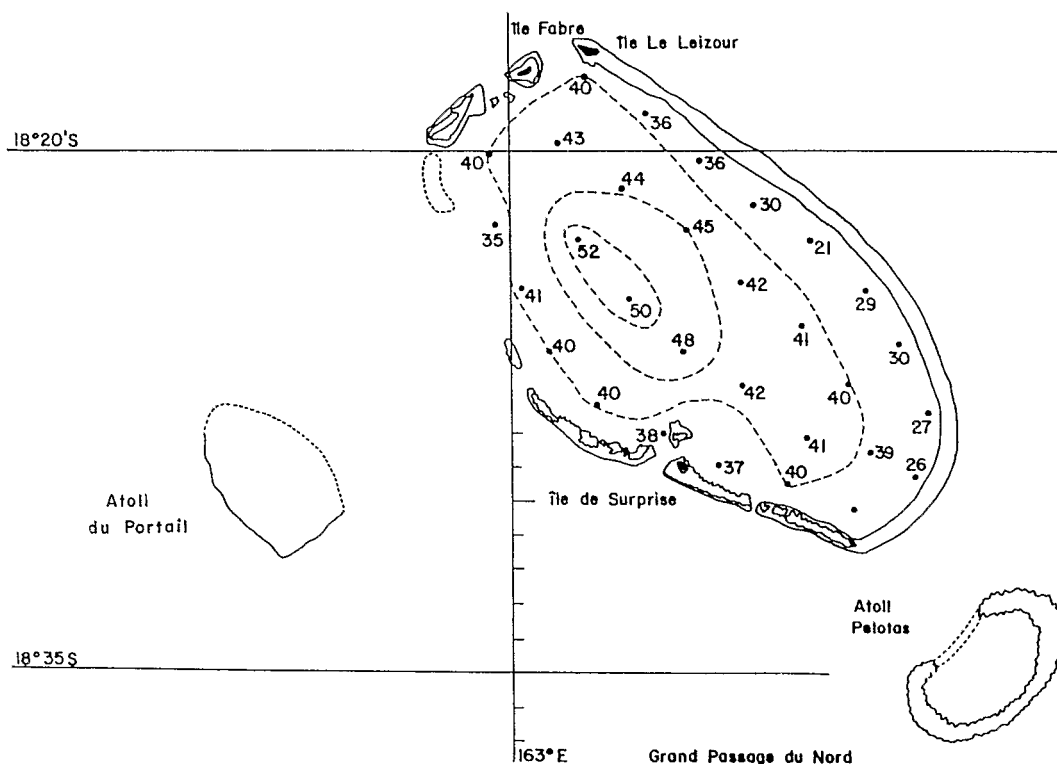 Île Fabre
Île Le Leizour
40
36
18°20'S
43
40
36
44
30
35
45
21
52
42
29
41
50
41
30
48
40
42
40
40
27
38
41
39
37
40
26
Île de Surprise
Atoll
du Portail
Atoll
Pelotas
18°35S
163°E
Grand Passage du Nord